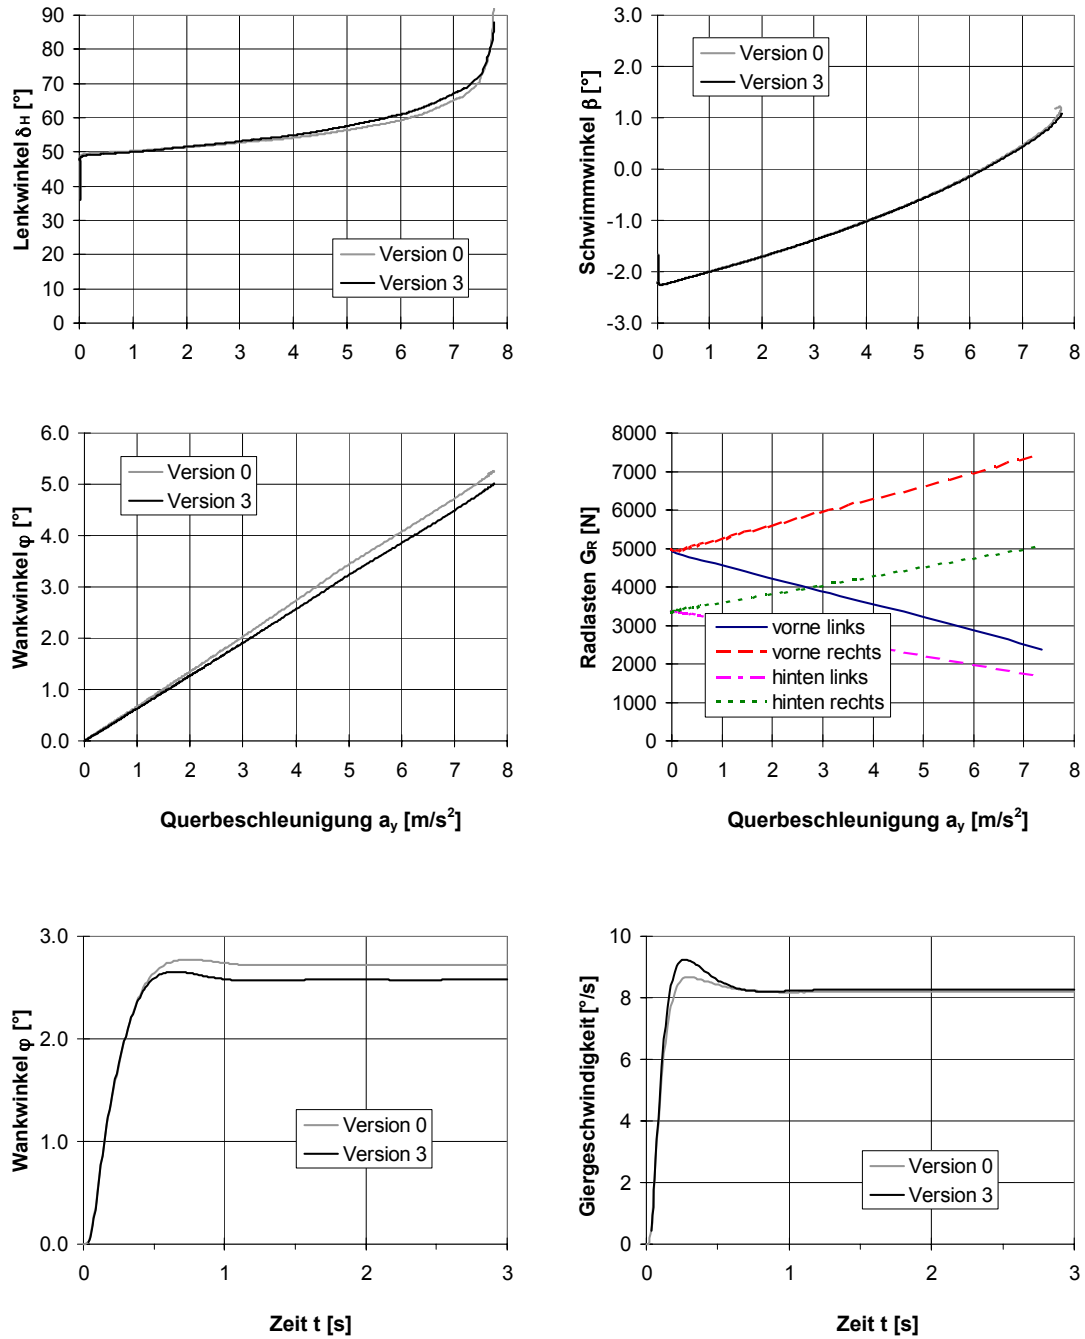 Lenkwinkel δH [°]
90
80
70
60
50
40
30
20
10
0
0 1 2 3 4 5 6 7 8
Version 0
Version 3
Schwimmwinkel β [°]
3.0
2.0
1.0
0.0
-1.0
-2.0
-3.0
0 1 2 3 4 5 6 7 8
Version 0
Version 3
Wankwinkel φ [°]
6.0
5.0
4.0
3.0
2.0
1.0
0.0
0 1 2 3 4 5 6 7 8
Version 0
Version 3
Querbeschleunigung ay [m/s²]
Radlasten GR [N]
8000
7000
6000
5000
4000
3000
2000
1000
0
0 1 2 3 4 5 6 7 8
vorne links
vorne rechts
hinten links
hinten rechts
Querbeschleunigung ay [m/s²]
Wankwinkel φ [°]
3.0
2.0
1.0
0.0
0 1 2 3
Version 0
Version 3
Zeit t [s]
Giergeschwindigkeit [°/s]
10
8
6
4
2
0
0 1 2 3
Version 0
Version 3
Zeit t [s]